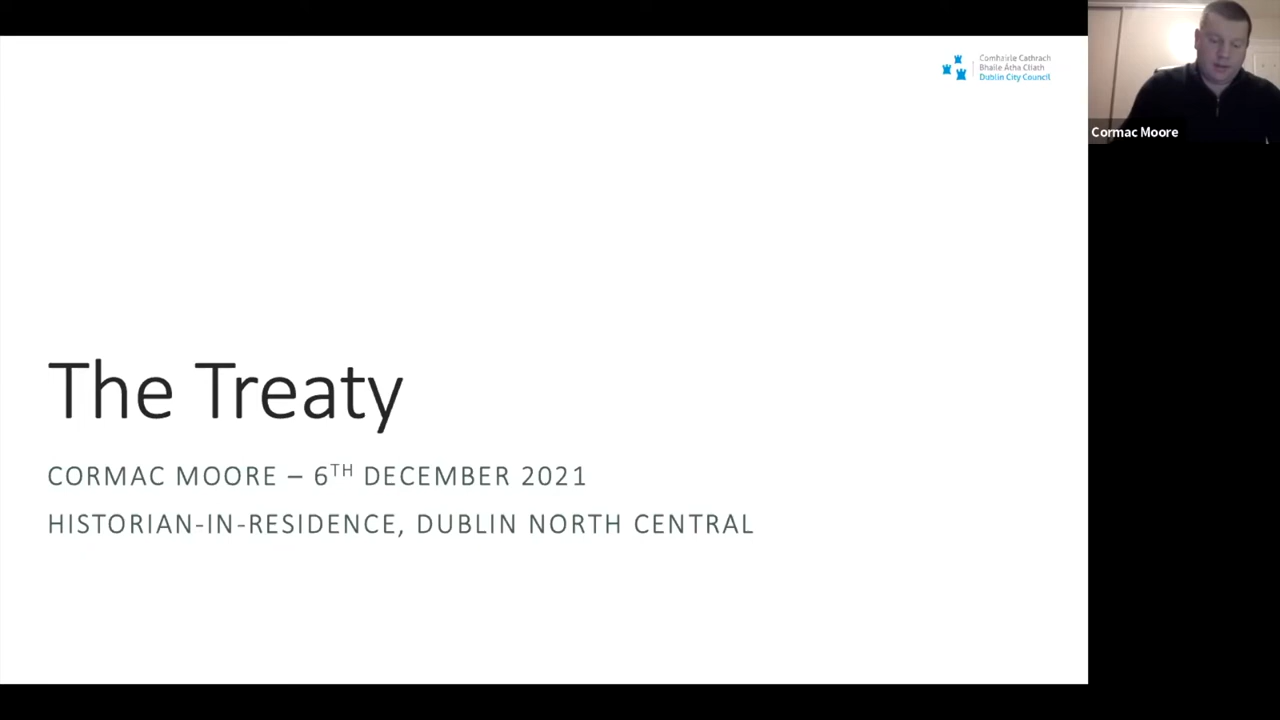 Comhairle Cathrach
Bhaile Átha Cliath
Dublin City Council
Cormac Moore
The Treaty
CORMAC MOORE – 6TH DECEMBER 2021
HISTORIAN-IN-RESIDENCE, DUBLIN NORTH CENTRAL